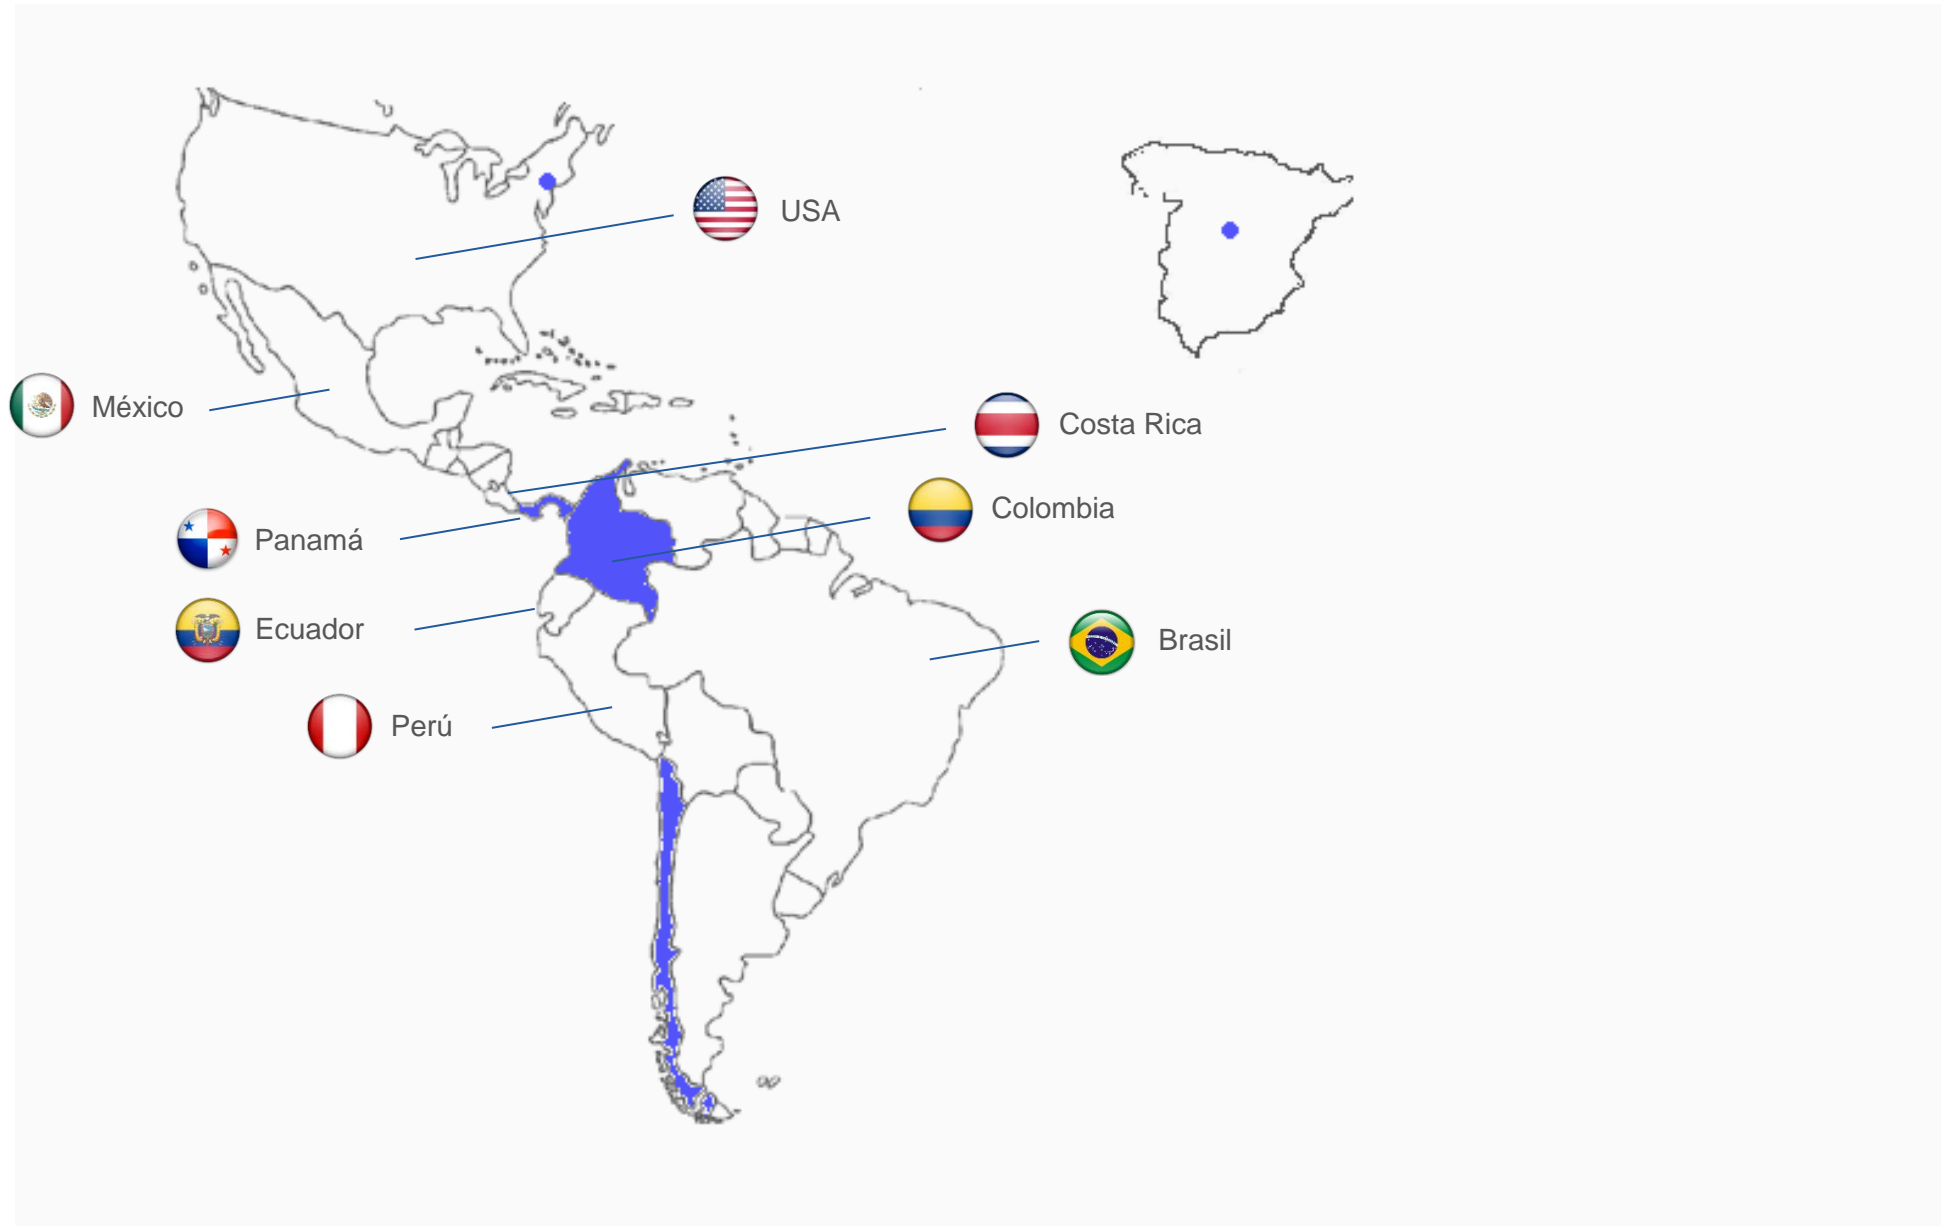 USA
México
Costa Rica
Colombia
Panamá
Ecuador
Brasil
Perú